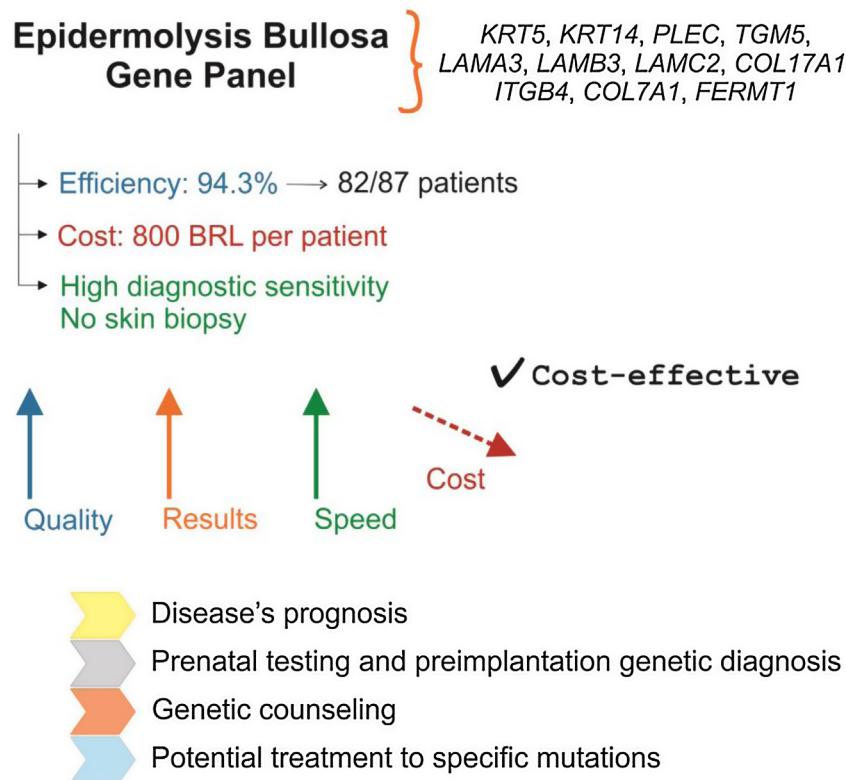 Epidermolysis Bullosa
Gene Panel
KRT5, KRT14, PLEC, TGM5,
LAMA3, LAMB3, LAMC2, COL17A1
ITGB4, COL7A1, FERMT1
Efficiency: 94.3% → 82/87 patients
Cost: 800 BRL per patient
High diagnostic sensitivity
No skin biopsy
✔ Cost-effective
Cost
Quality Results Speed
Disease's prognosis
Prenatal testing and preimplantation genetic diagnosis
Genetic counseling
Potential treatment to specific mutations